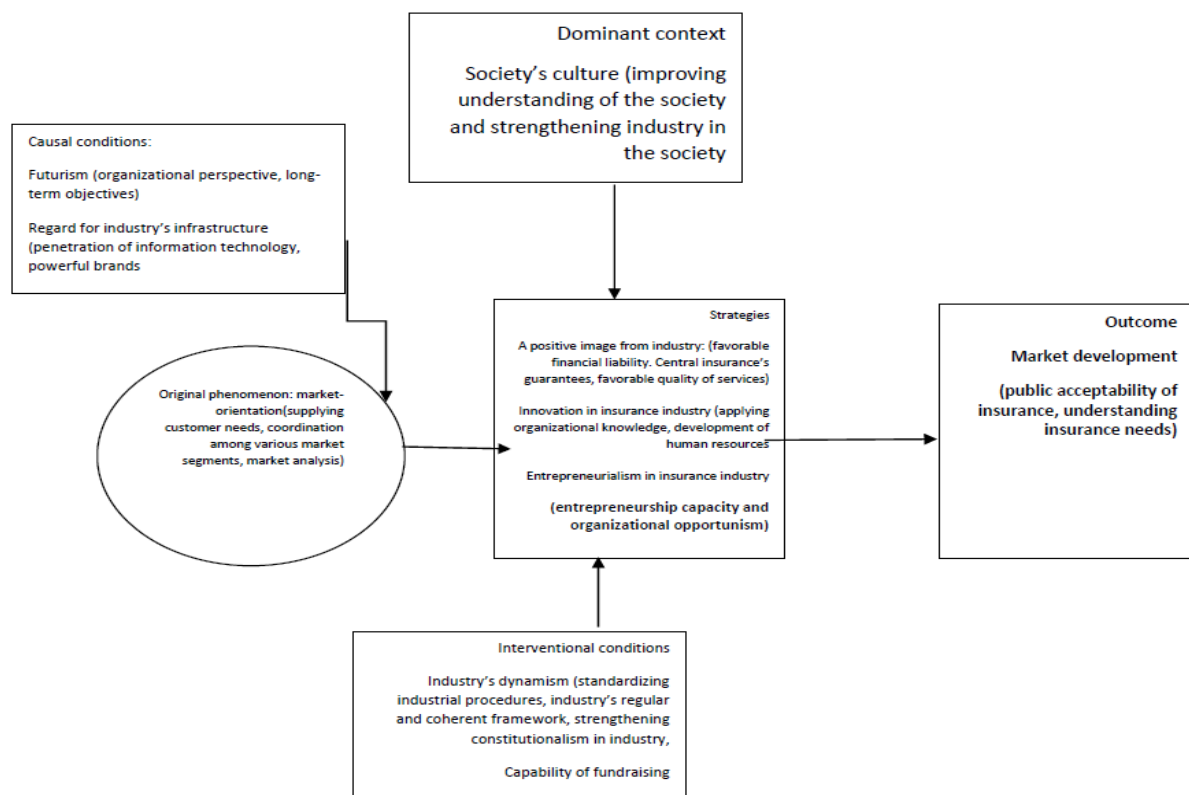 Dominant context
Society's culture (improving
understanding of the society
and strengthening industry in
the society
Causal conditions:
Futurism (organizational perspective, long-
term objectives)
Regard for industry's infrastructure
(penetration of information technology,
powerful brands
Original phenomenon: market-
orientation(supplying
customer needs, coordination
among various market
segments, market analysis)
Strategies
A positive image from industry: (favorable
financial liability. Central insurance's
guarantees, favorable quality of services)
Innovation in insurance industry (applying
organizational knowledge, development of
human resources
Entrepreneurialism in insurance industry
(entrepreneurship capacity and
organizational opportunism)
Outcome
Market development
(public acceptability of
insurance, understanding
insurance needs)
Interventional conditions
Industry's dynamism (standardizing
industrial procedures, industry's regular
and coherent framework, strengthening
constitutionalism in industry,
Capability of fundraising